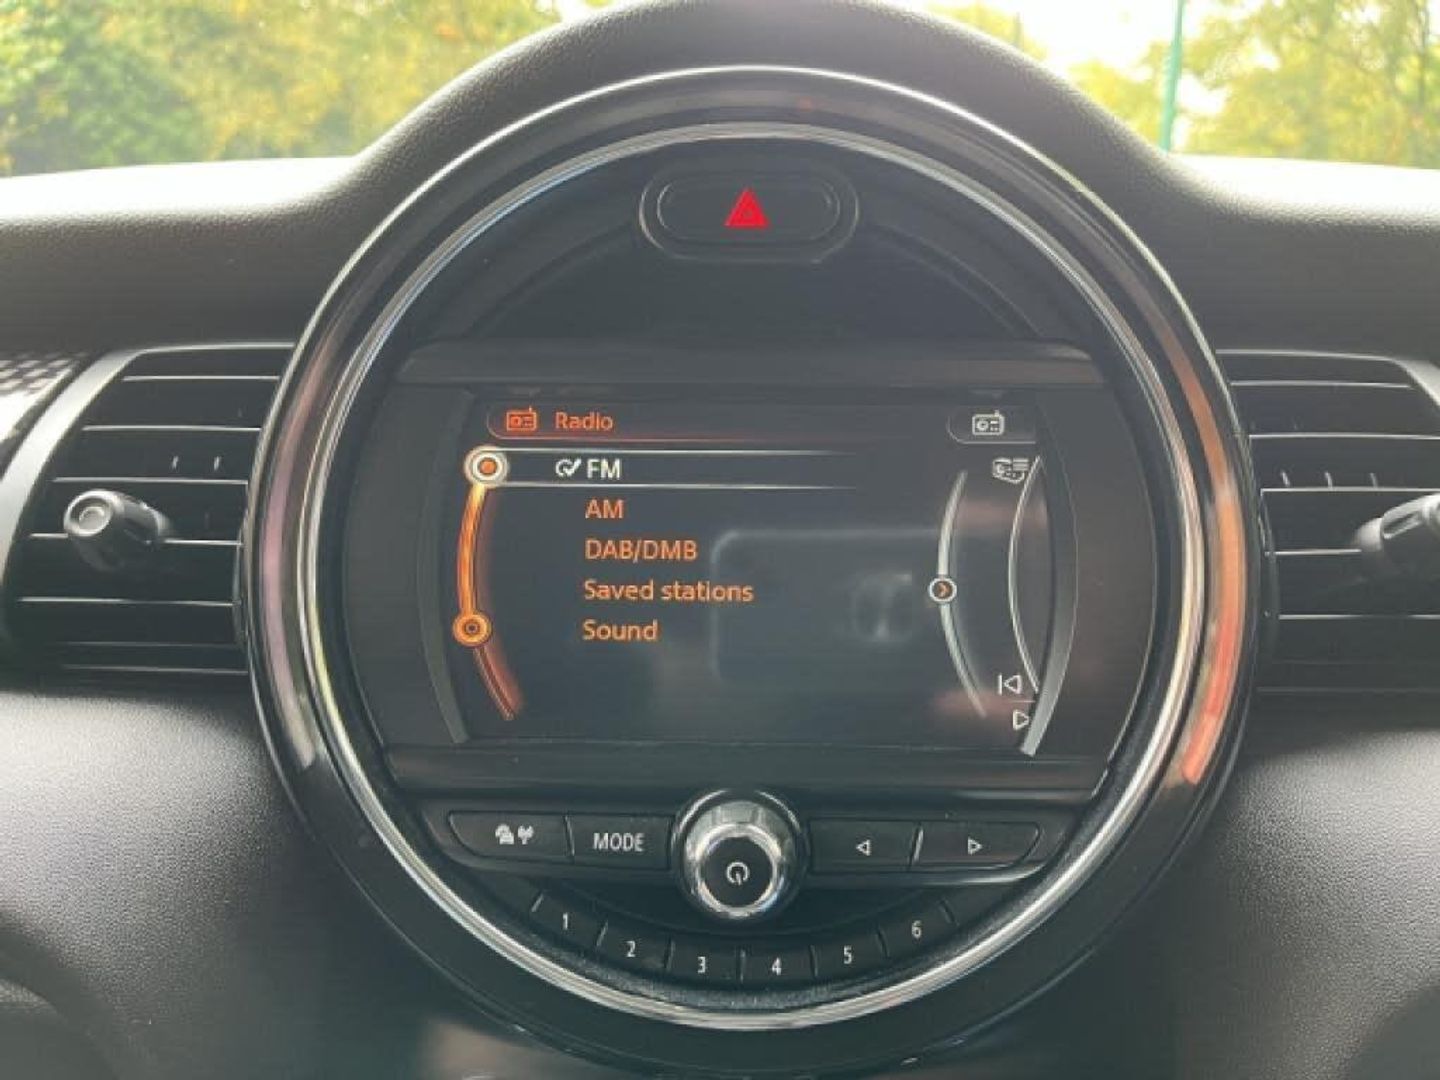 Radio
FM
AM
DAB/DMB
Saved stations
Sound
MODE
1
2
3
4
5
6